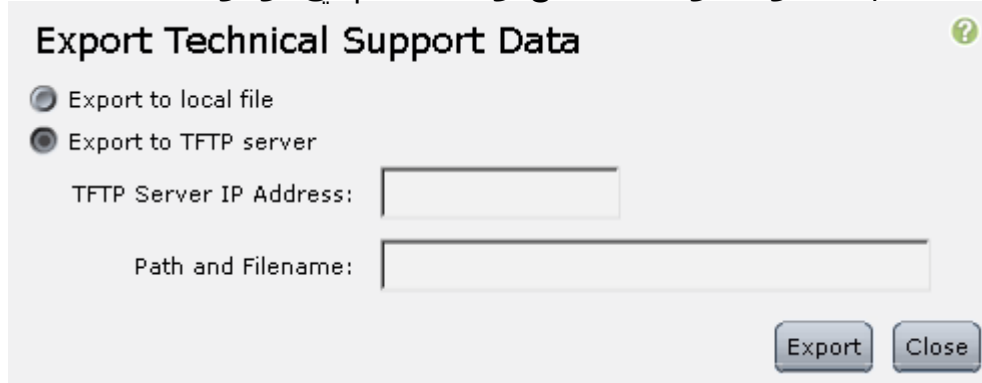 Export Technical Support Data
Export to local file
Export to TFTP server
TFTP Server IP Address:
Path and Filename:
Export Close